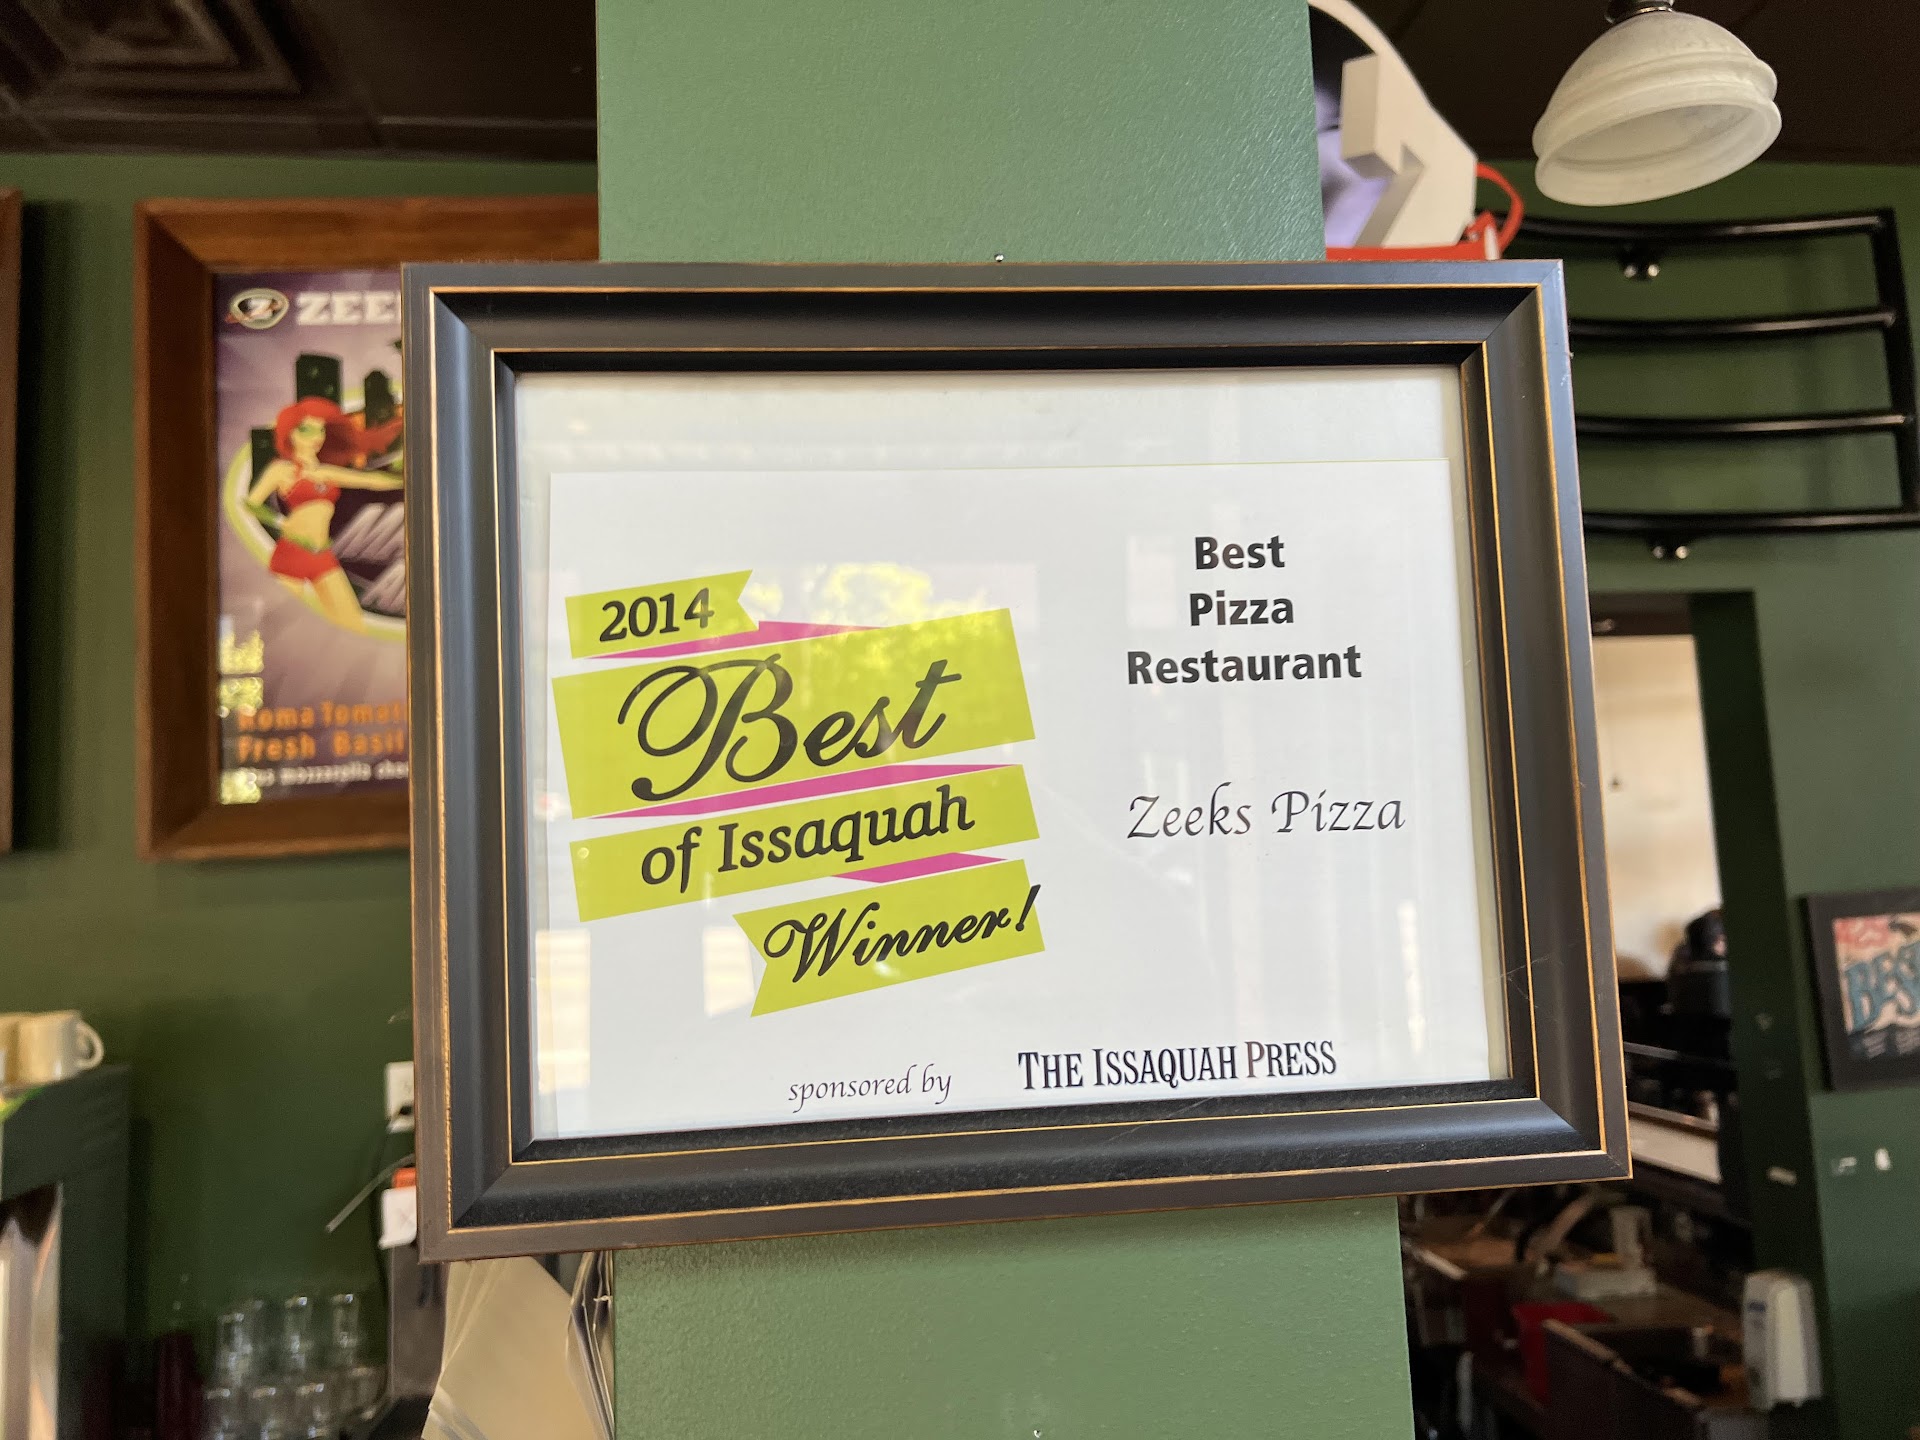 2014
Best
of Issaquah
Winner!
Best
Pizza
Restaurant
Zeeks Pizza
sponsored by
THE ISSAQUAH PRESS
Z
ZEE
Roma Tomat
Fresh Basil